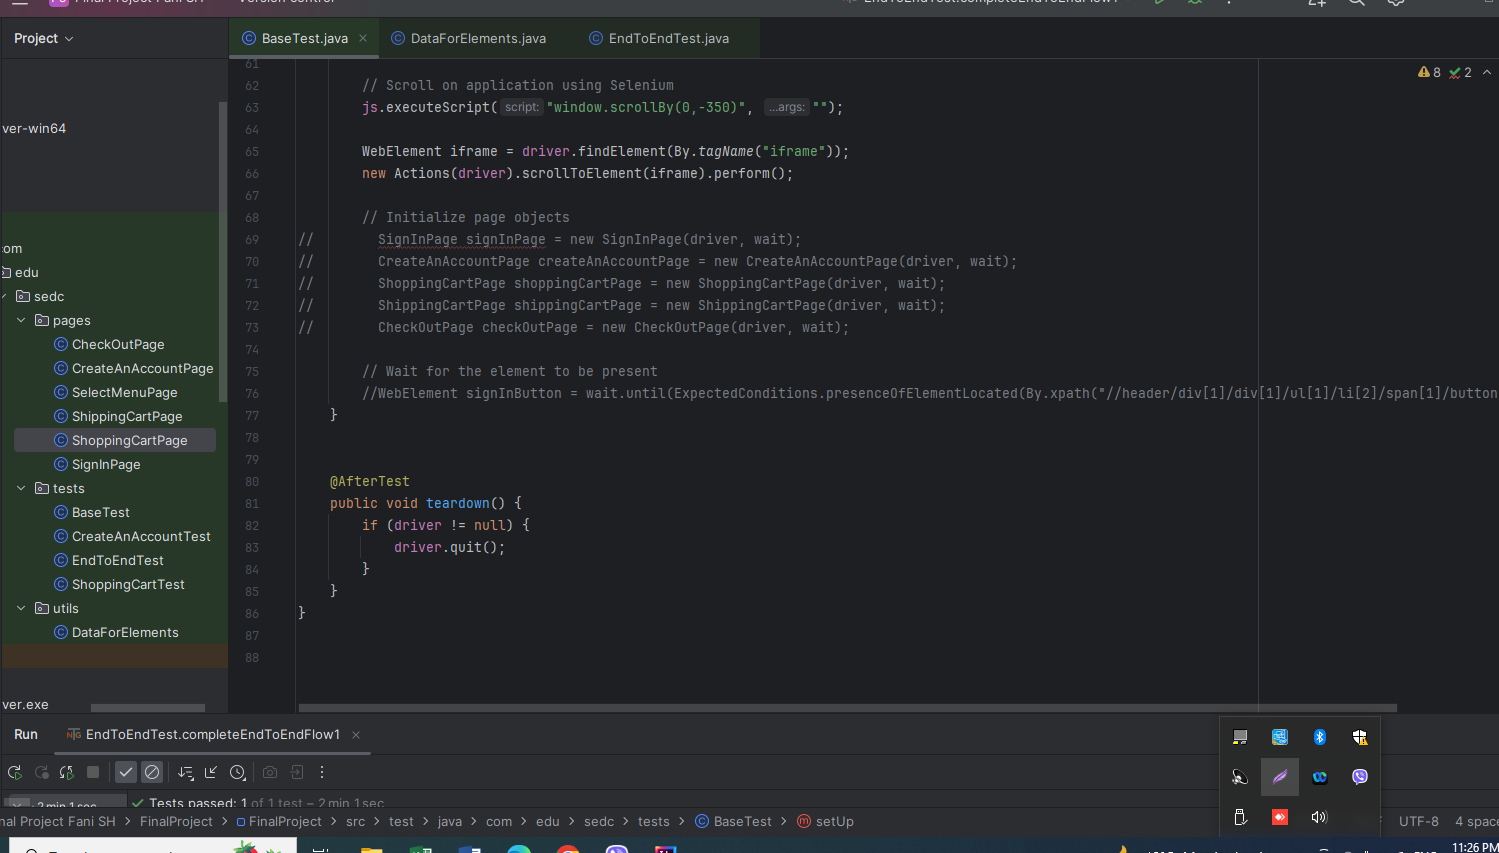 Project
BaseTest.java
DataForElements.java
EndToEndTest.java
8 2
ver-win64
com
edu
sedc
pages
CheckOutPage
CreateAnAccountPage
SelectMenuPage
ShippingCartPage
ShoppingCartPage
SignInPage
tests
BaseTest
CreateAnAccountTest
EndToEndTest
ShoppingCartTest
utils
DataForElements
ver.exe
61
62 // Scroll on application using Selenium
63 js.executeScript( script: "window.scrollBy(0,-350)", ...args: "");
64
65 WebElement iframe = driver.findElement(By.tagName("iframe"));
66 new Actions(driver).scrollToElement(iframe).perform();
67
68 // Initialize page objects
69 // SignInPage signInPage = new SignInPage(driver, wait);
70 // CreateAnAccountPage createAnAccountPage = new CreateAnAccountPage(driver, wait);
71 // ShoppingCartPage shoppingCartPage = new ShoppingCartPage(driver, wait);
72 // ShippingCartPage shippingCartPage = new ShippingCartPage(driver, wait);
73 // CheckOutPage checkOutPage = new CheckOutPage(driver, wait);
74
75 // Wait for the element to be present
76 //WebElement signInButton = wait.until(ExpectedConditions.presenceOfElementLocated(By.xpath("//header/div[1]/div[1]/ul[1]/li[2]/span[1]/button
77 }
78
79
80 @AfterTest
81 public void teardown() {
82 if (driver != null) {
83 driver.quit();
84 }
85 }
86 }
87
88
Run
EndToEndTest.completeEndToEndFlow1
2 min 1 sec
Tests passed: 1 of 1 test – 2 min 1 sec
nal Project Fani SH > FinalProject > FinalProject > src > test > java > com > edu > sedc > tests > BaseTest > setUp
UTF-8 4 space
11:26 PM